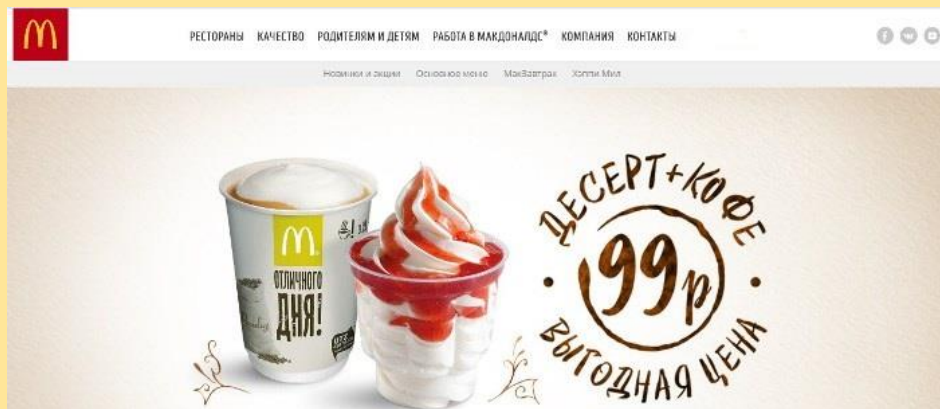 РЕСТОРАНЫ КАЧЕСТВО РОДИТЕЛЯМ И ДЕТЯМ РАБОТА В МАКДОНАЛДС® КОМПАНИЯ КОНТАКТЫ
Новинки и акции Основное меню МакЗавтрак Хэппи Мил
ДЕСЕРТ+КОФЕ
99р
ВЫГОДНАЯ ЦЕНА
ОТЛИЧНОГО
ДНЯ!